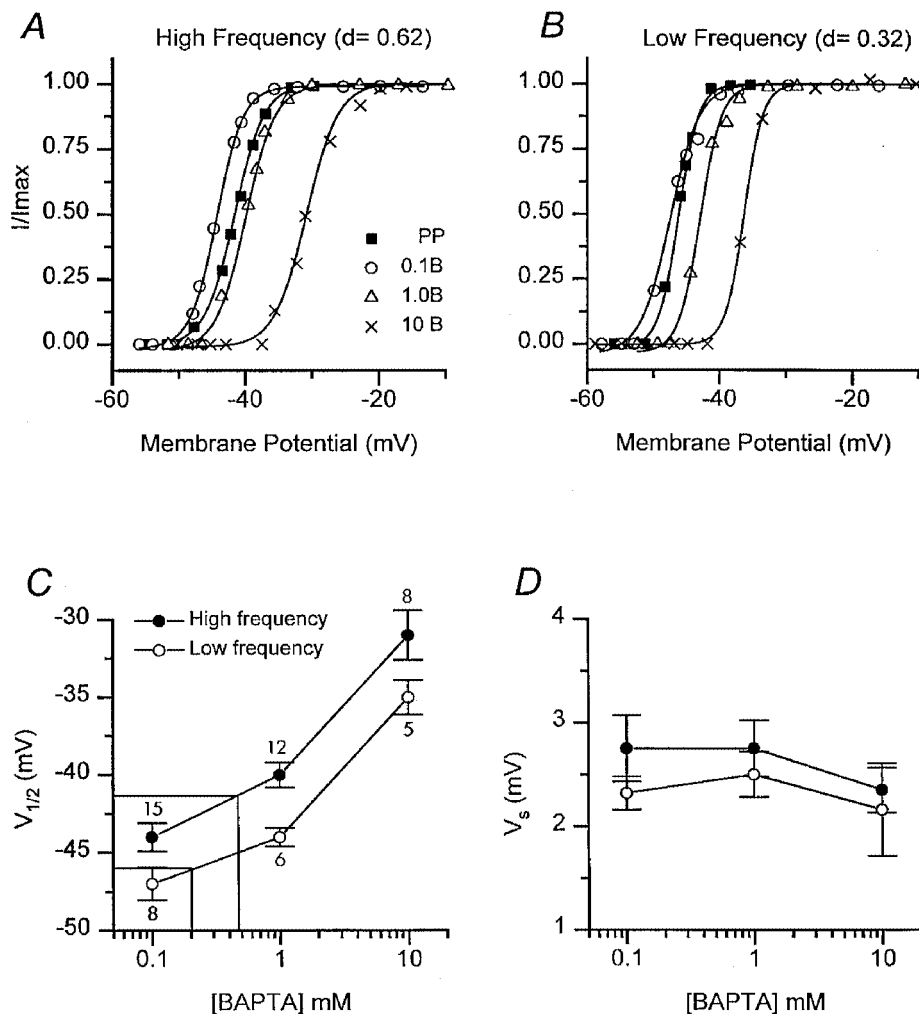 A
High Frequency (d= 0.62)
1.00
0.75
0.50
0.25
0.00
I/Imax
PP
0.1B
1.0B
10 B
-60
-40
-20
Membrane Potential (mV)
B
Low Frequency (d= 0.32)
1.00
0.75
0.50
0.25
0.00
-60
-40
-20
Membrane Potential (mV)
C
-30
-35
-40
-45
-50
V1/2 (mV)
High frequency
Low frequency
8
12
15
5
6
8
0.1
1
10
[BAPTA] mM
D
4
3
2
1
Vs (mV)
0.1
1
10
[BAPTA] mM